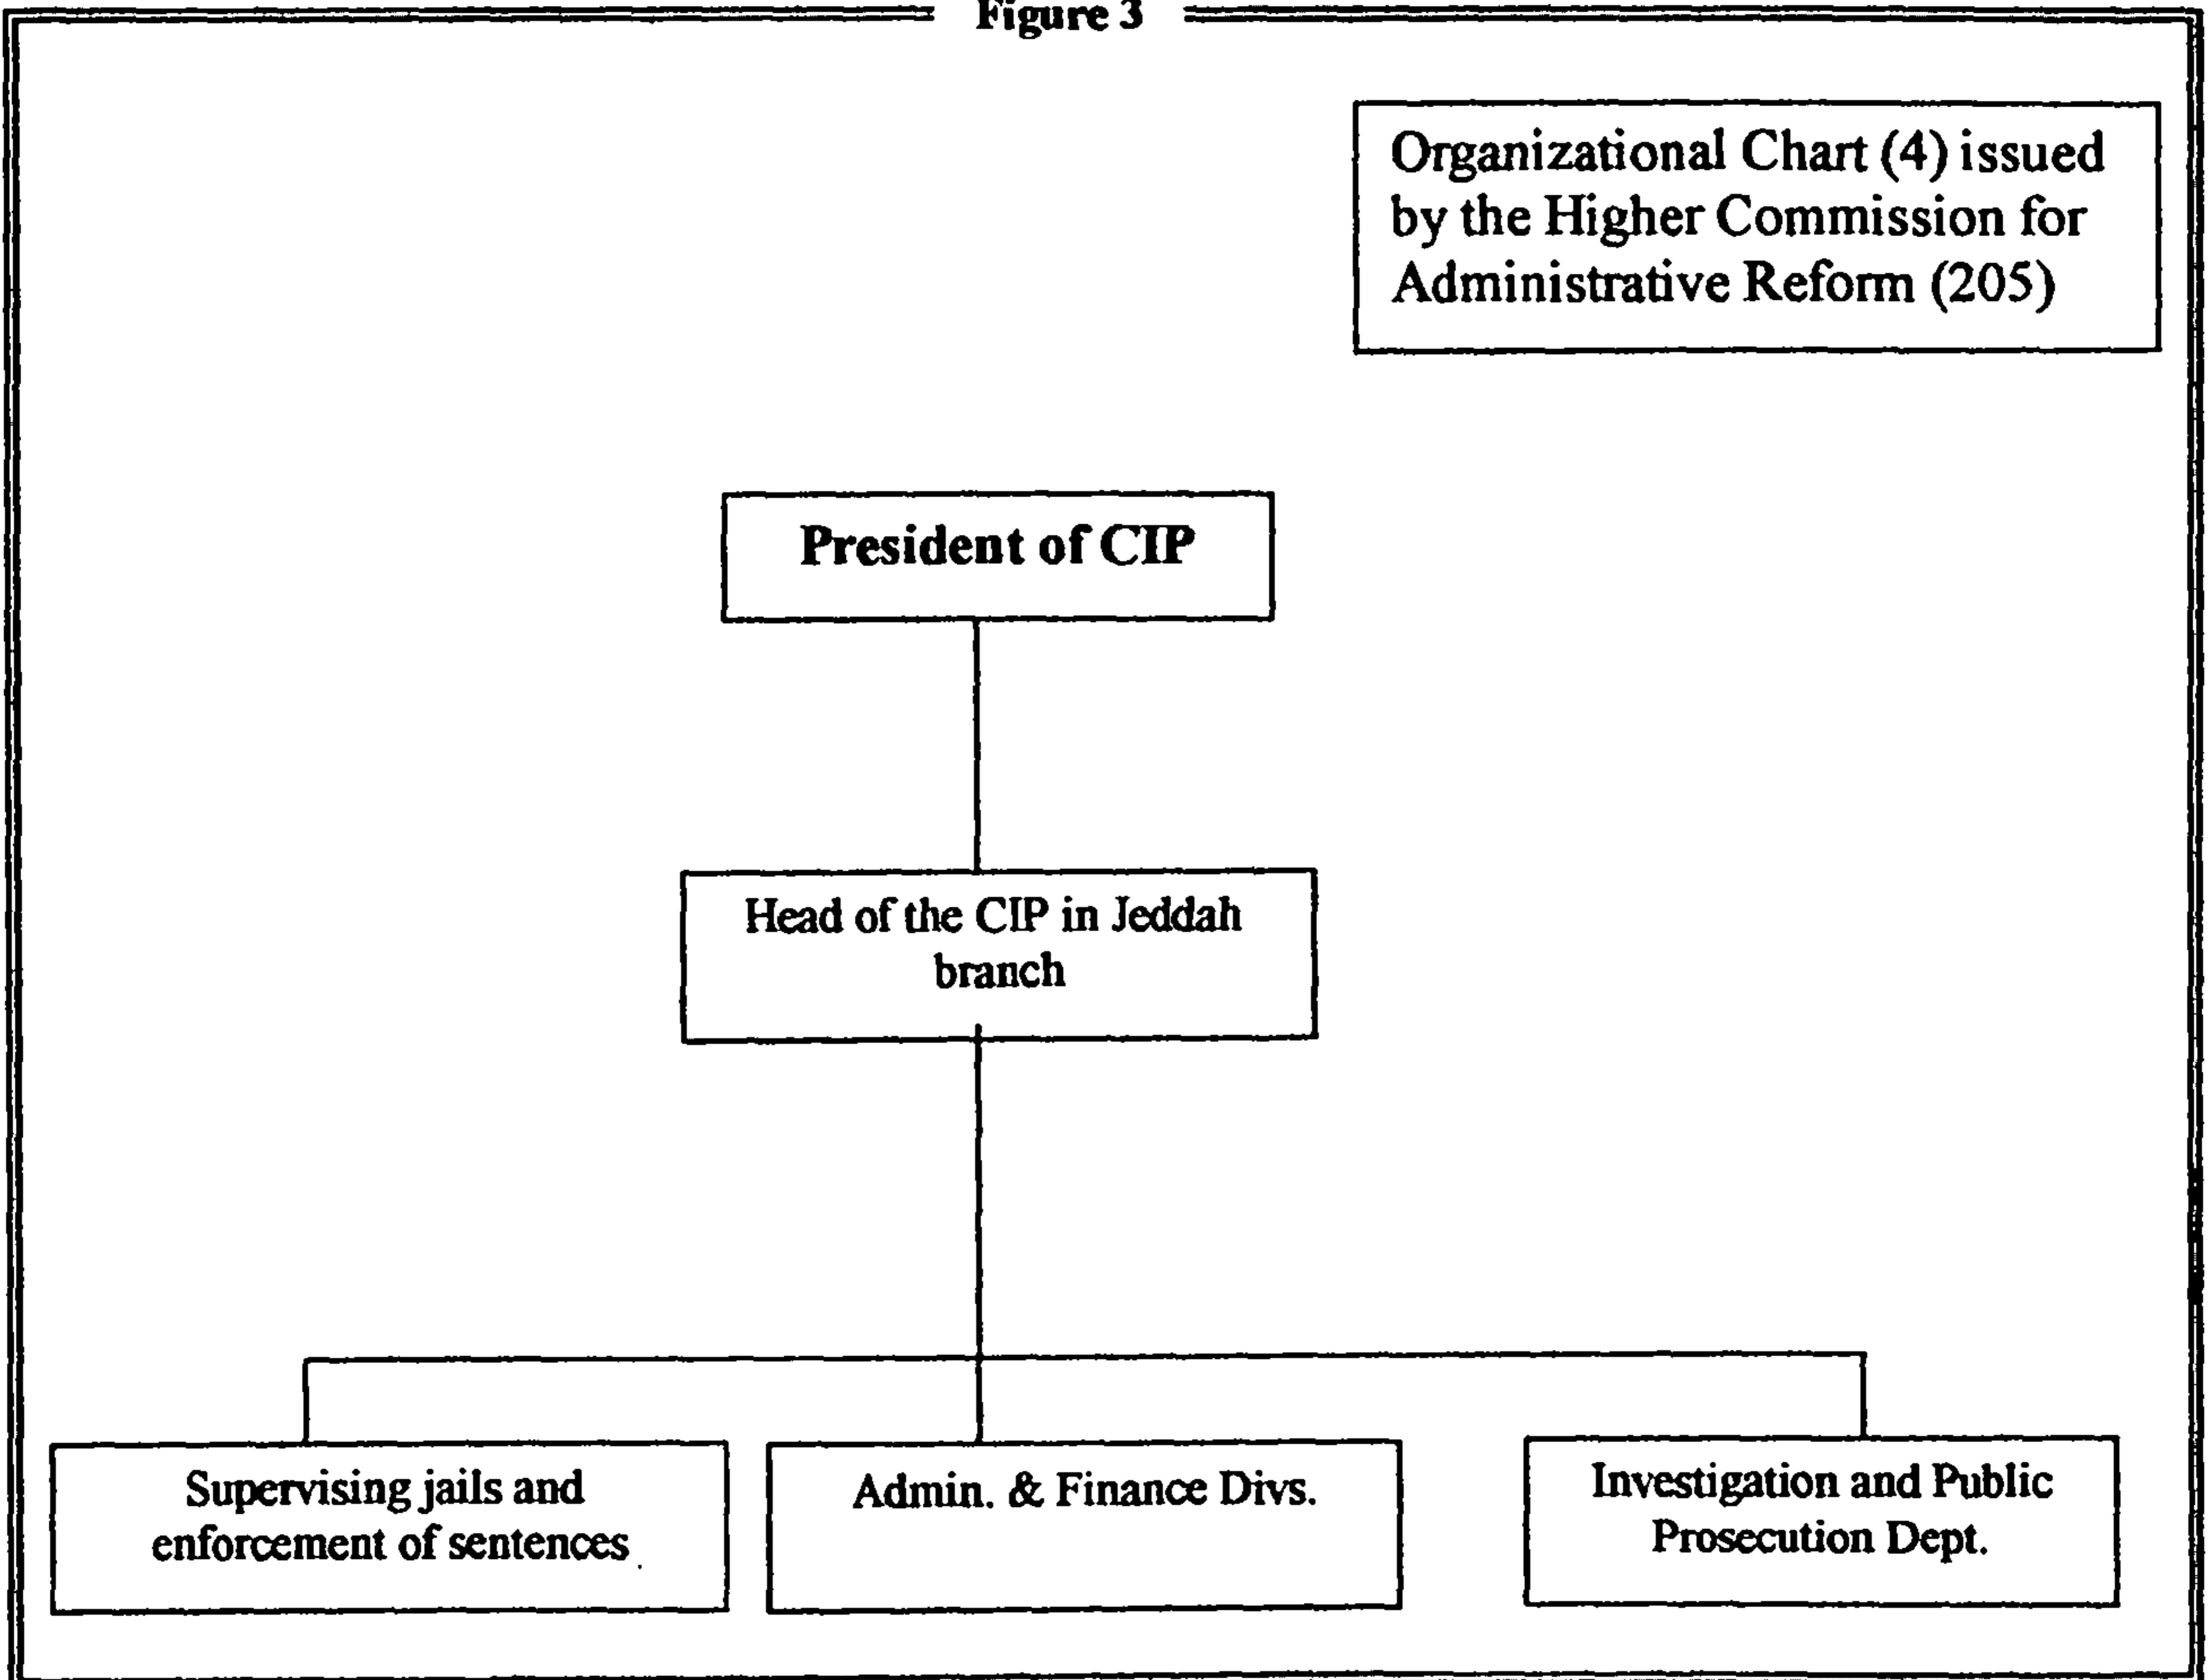 Figure 3
Organizational Chart (4) issued
by the Higher Commission for
Administrative Reform (205)
President of CIP
Head of the CIP in Jeddah
branch
Supervising jails and
enforcement of sentences
Admin. & Finance Divs.
Investigation and Public
Prosecution Dept.